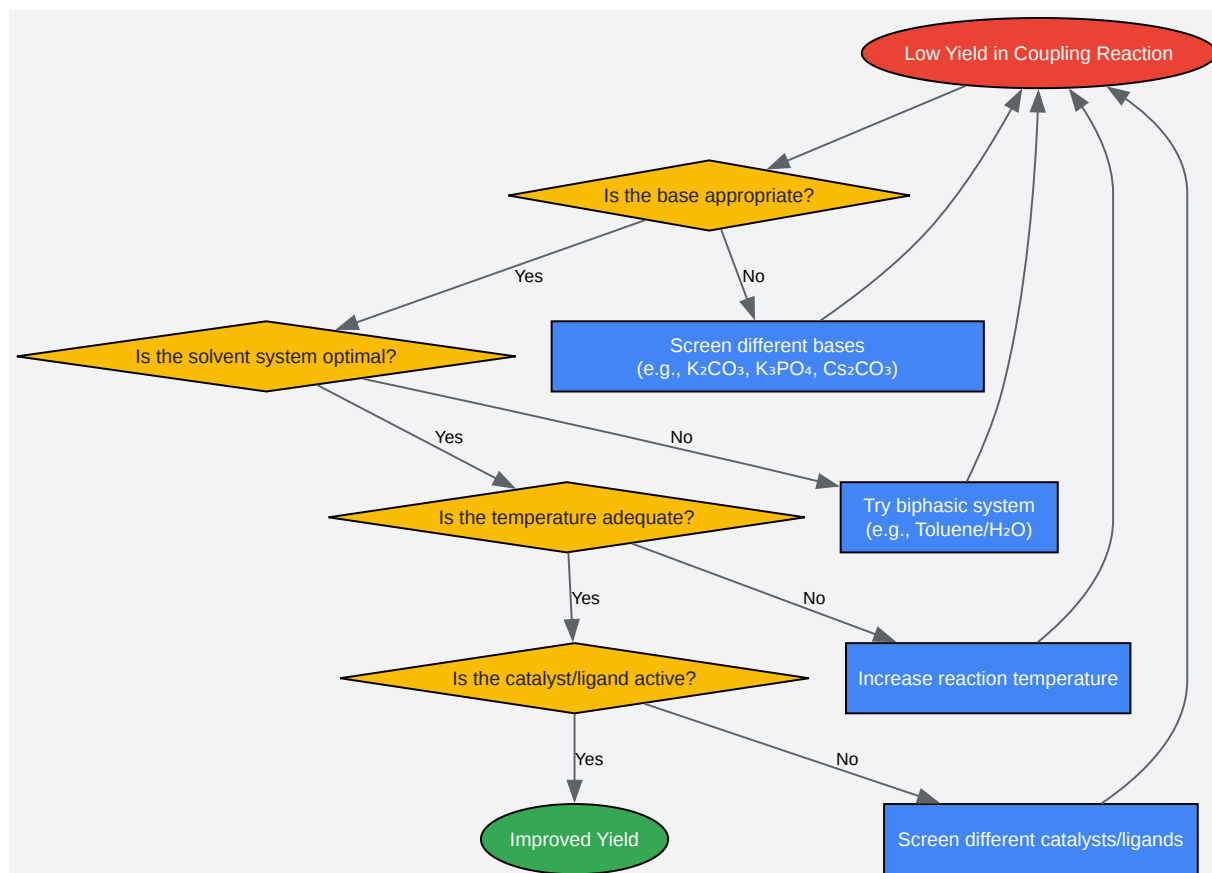 Low Yield in Coupling Reaction
Is the base appropriate?
Yes
No
Is the solvent system optimal?
Screen different bases
(e.g., K₂CO₃, K₃PO₄, Cs₂CO₃)
Yes
No
Is the temperature adequate?
Try biphasic system
(e.g., Toluene/H₂O)
Yes
No
Is the catalyst/ligand active?
Increase reaction temperature
Yes
No
Improved Yield
Screen different catalysts/ligands